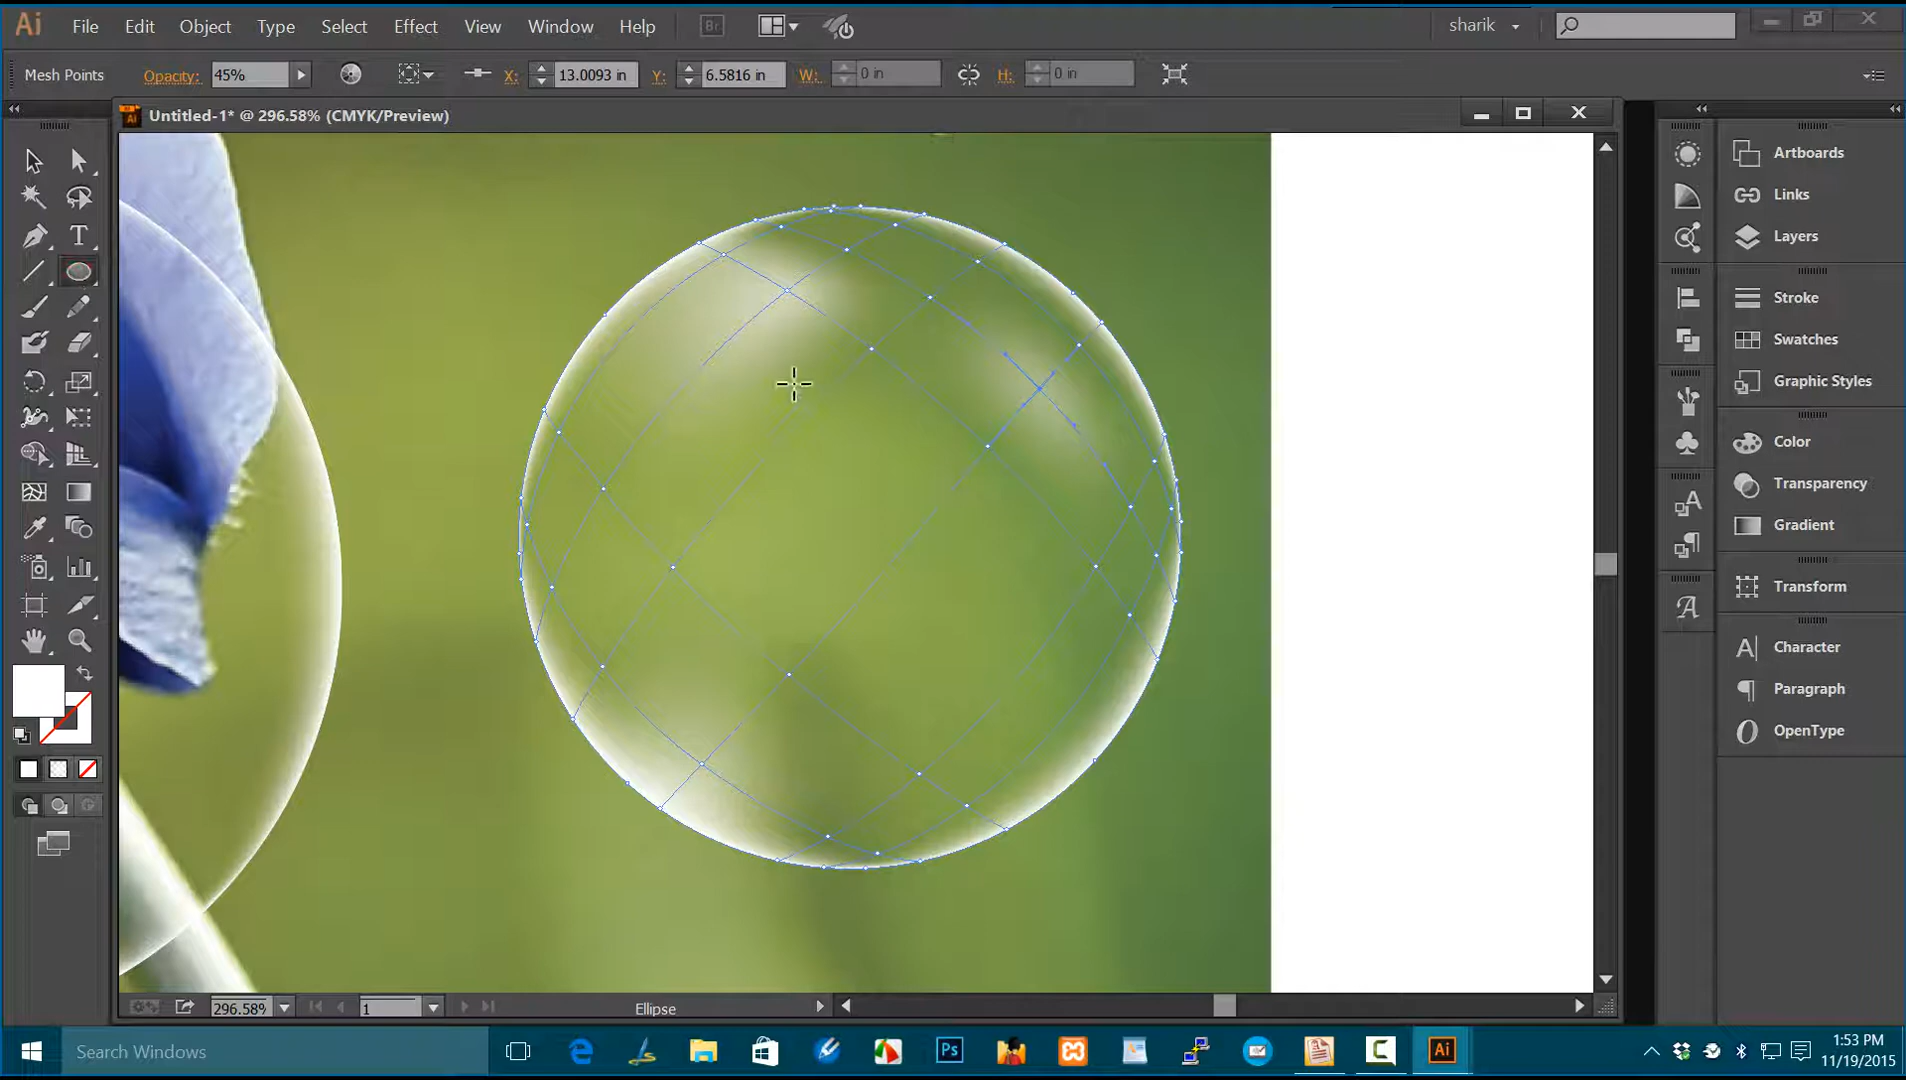 Ai File Edit Object Type Select Effect View Window Help Br sharik
Mesh Points Opacity: 45% X: 13.0093 in Y: 6.5816 in W: 0 in H: 0 in
Untitled-1* @ 296.58% (CMYK/Preview)
Artboards
Links
Layers
Stroke
Swatches
Graphic Styles
Color
Transparency
Gradient
Transform
Character
Paragraph
OpenType
296.58% 1 Ellipse
Search Windows Ps Ai 1:53 PM
11/19/2015